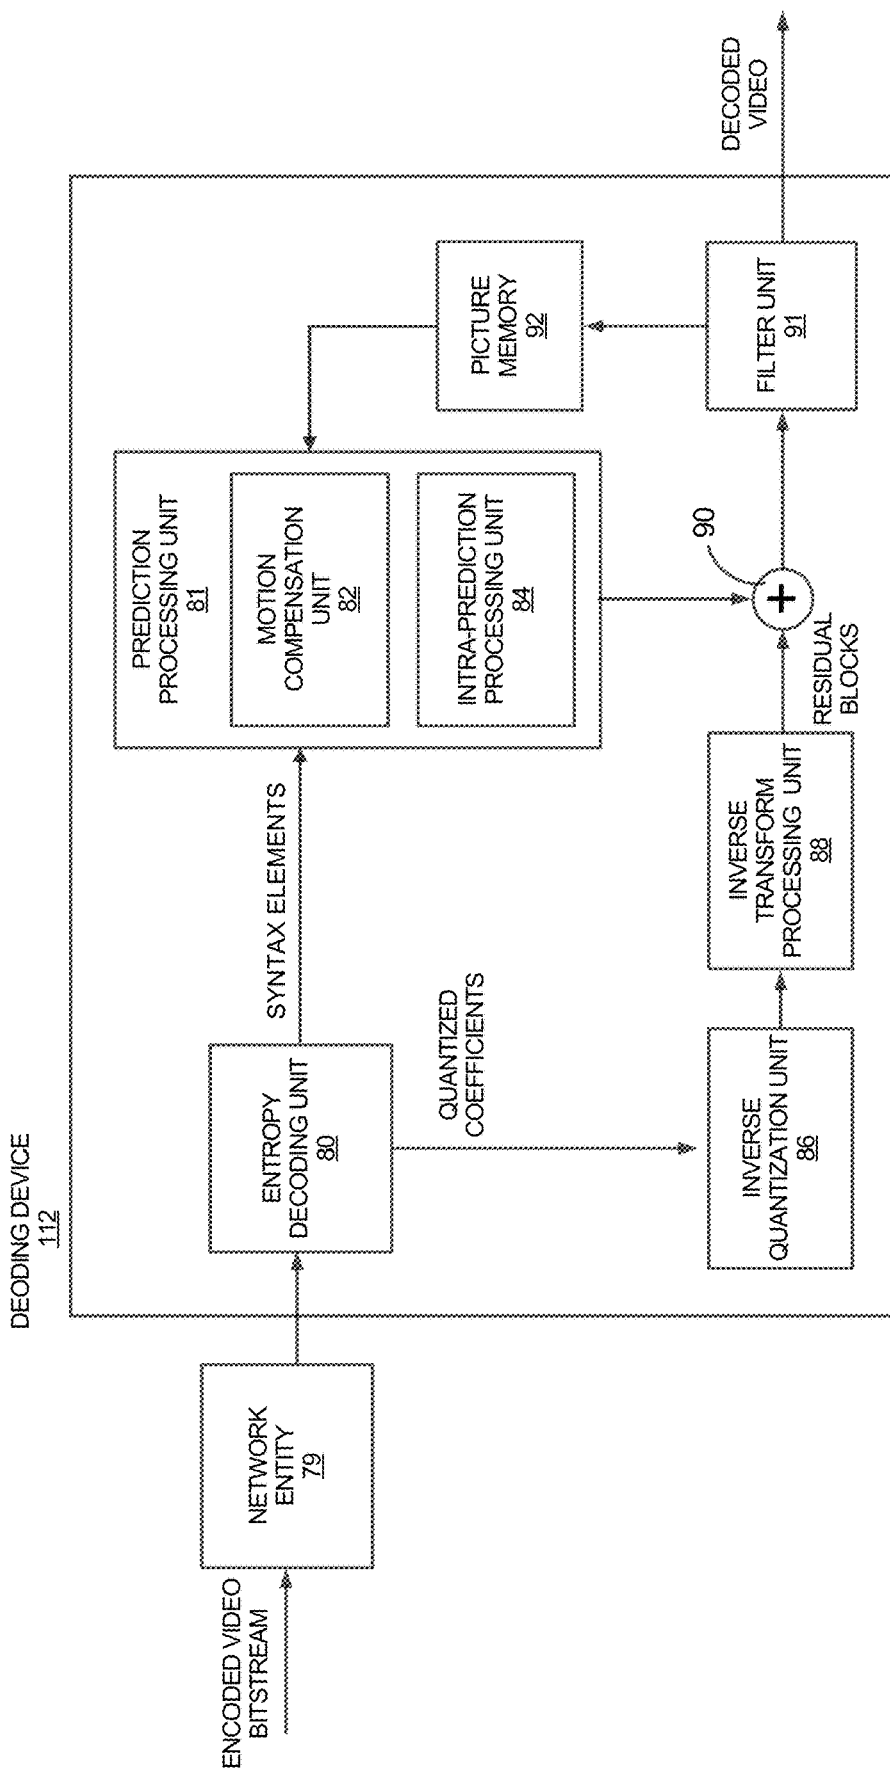 DEODING DEVICE
112
ENCODED VIDEO
BITSTREAM
NETWORK
ENTITY
79
ENTROPY
DECODING UNIT
80
SYNTAX ELEMENTS
QUANTIZED
COEFFICIENTS
PREDICTION
PROCESSING UNIT
81
MOTION
COMPENSATION
UNIT
82
INTRA-PREDICTION
PROCESSING UNIT
84
PICTURE
MEMORY
92
INVERSE
QUANTIZATION UNIT
86
INVERSE
TRANSFORM
PROCESSING UNIT
88
RESIDUAL
BLOCKS
90
+
FILTER UNIT
91
DECODED
VIDEO